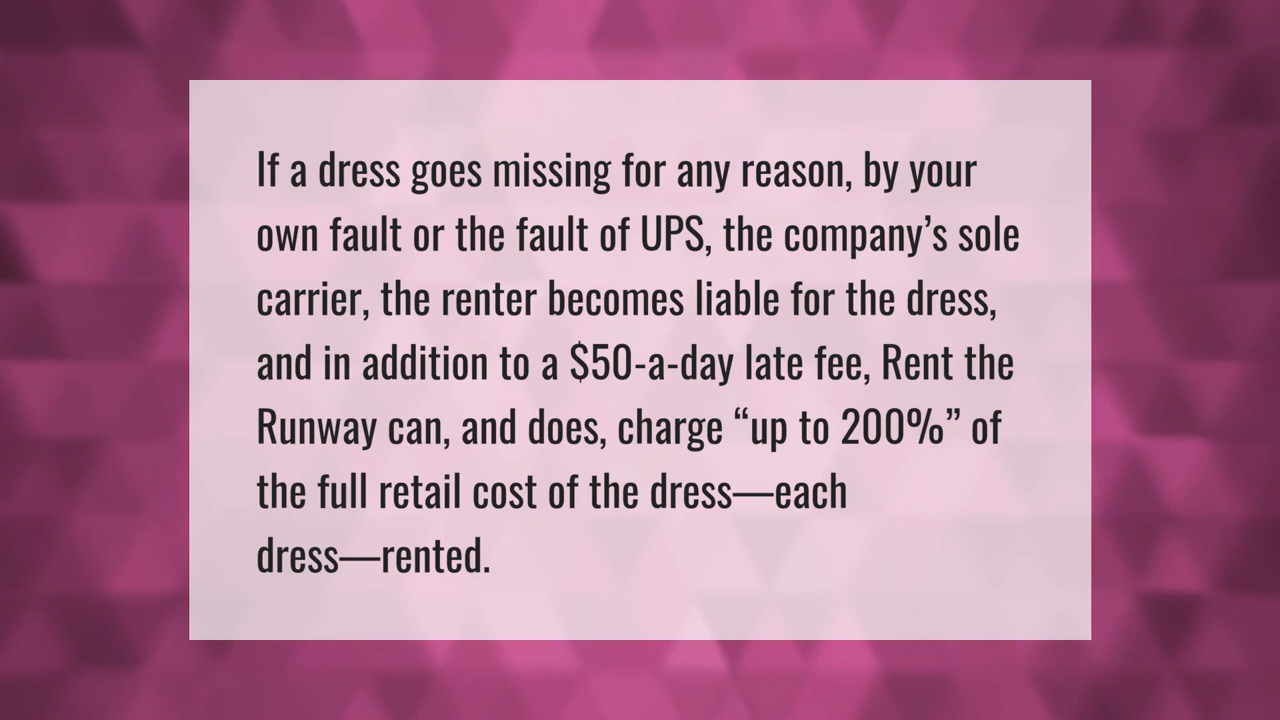 If a dress goes missing for any reason, by your
own fault or the fault of UPS, the company’s sole
carrier, the renter becomes liable for the dress,
and in addition to a $50-a-day late fee, Rent the
Runway can, and does, charge “up to 200%” of
the full retail cost of the dress—each
dress—rented.